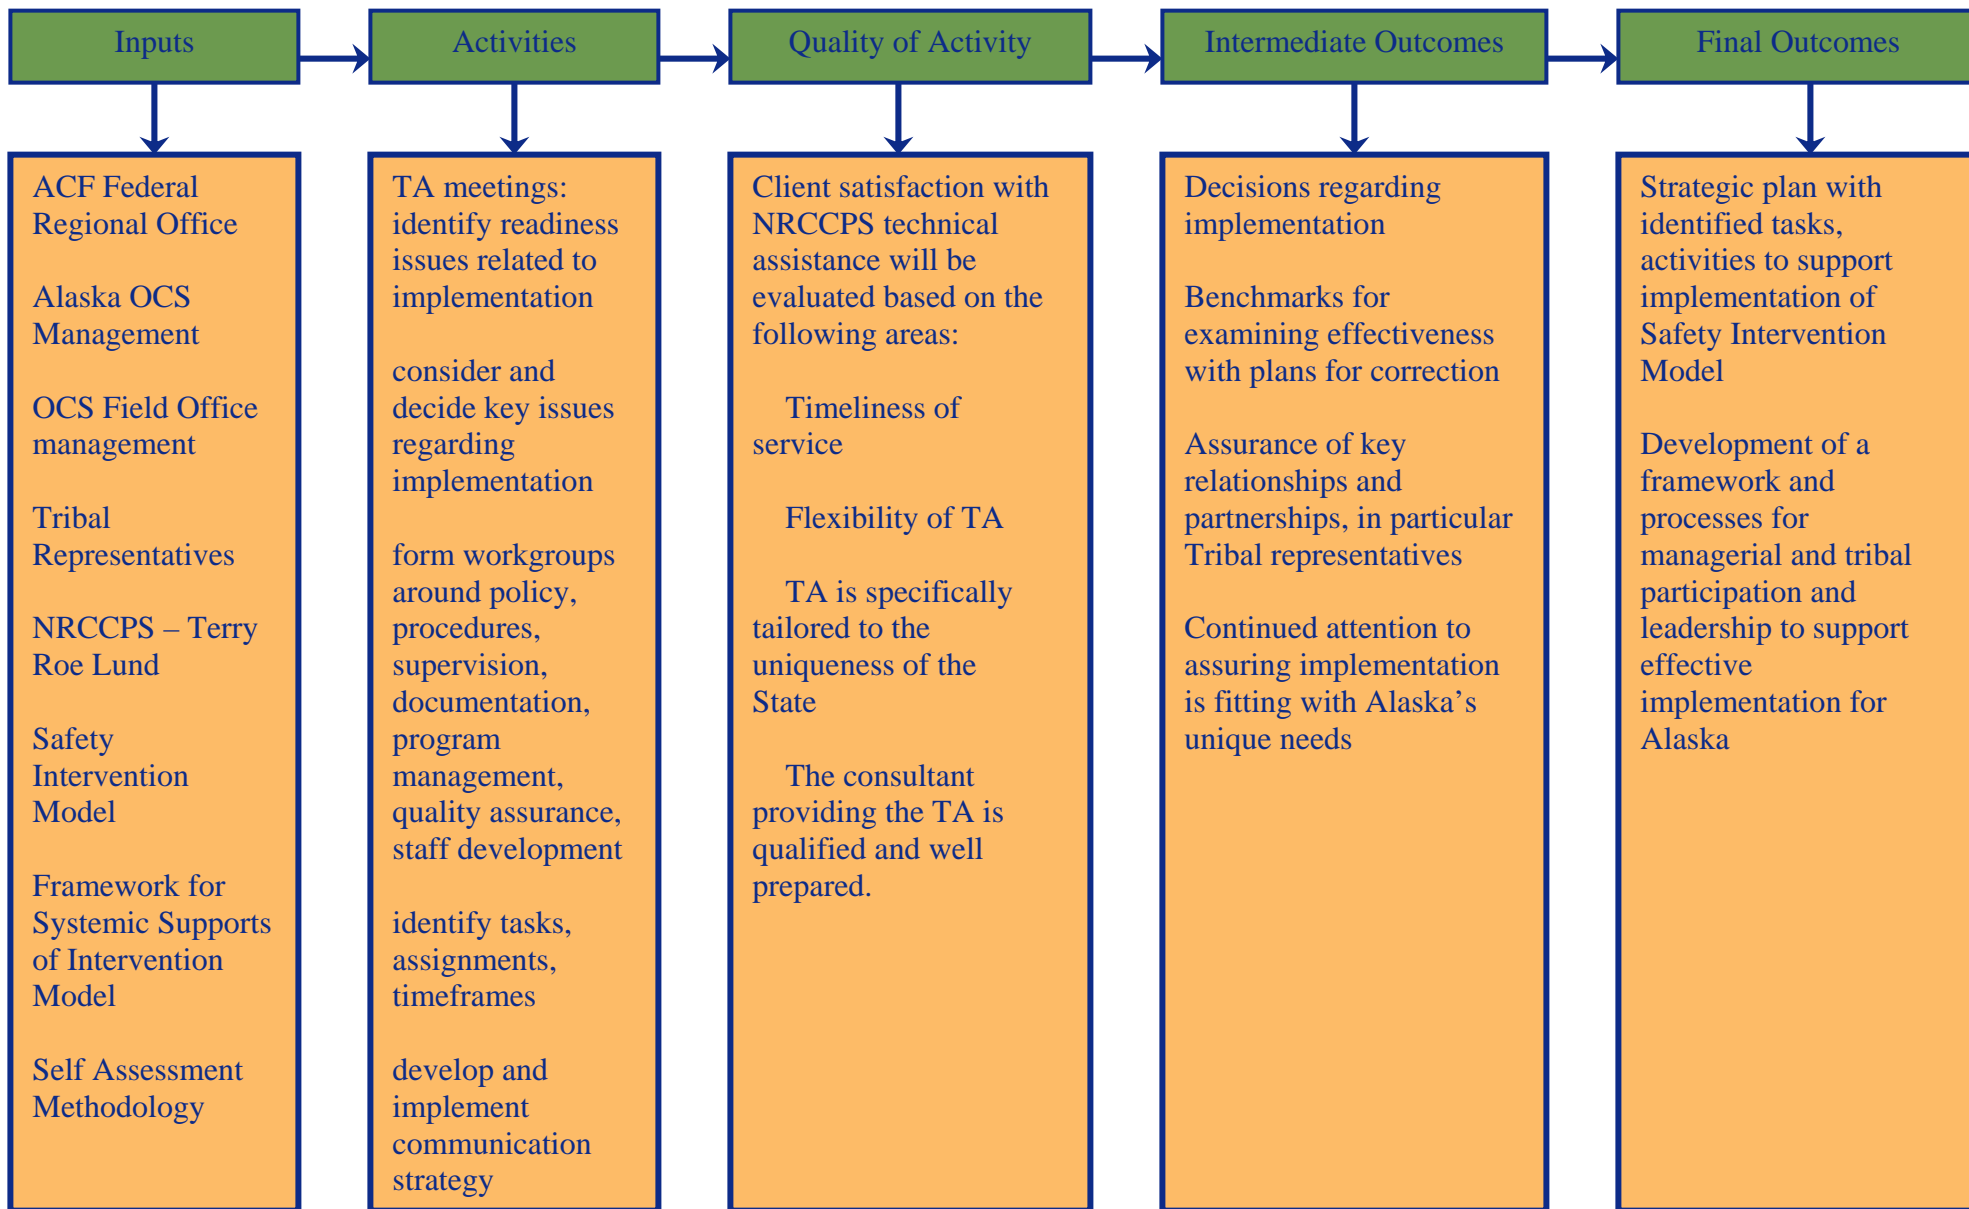 Inputs
Activities
Quality of Activity
Intermediate Outcomes
Final Outcomes
ACF Federal
Regional Office
Alaska OCS
Management
OCS Field Office
management
Tribal
Representatives
NRCCPS – Terry
Roe Lund
Safety
Intervention
Model
Framework for
Systemic Supports
of Intervention
Model
Self Assessment
Methodology
TA meetings:
identify readiness
issues related to
implementation
consider and
decide key issues
regarding
implementation
form workgroups
around policy,
procedures,
supervision,
documentation,
program
management,
quality assurance,
staff development
identify tasks,
assignments,
timeframes
develop and
implement
communication
strategy
Client satisfaction with
NRCCPS technical
assistance will be
evaluated based on the
following areas:
Timeliness of
service
Flexibility of TA
TA is specifically
tailored to the
uniqueness of the
State
The consultant
providing the TA is
qualified and well
prepared.
Decisions regarding
implementation
Benchmarks for
examining effectiveness
with plans for correction
Assurance of key
relationships and
partnerships, in particular
Tribal representatives
Continued attention to
assuring implementation
is fitting with Alaska’s
unique needs
Strategic plan with
identified tasks,
activities to support
implementation of
Safety Intervention
Model
Development of a
framework and
processes for
managerial and tribal
participation and
leadership to support
effective
implementation for
Alaska